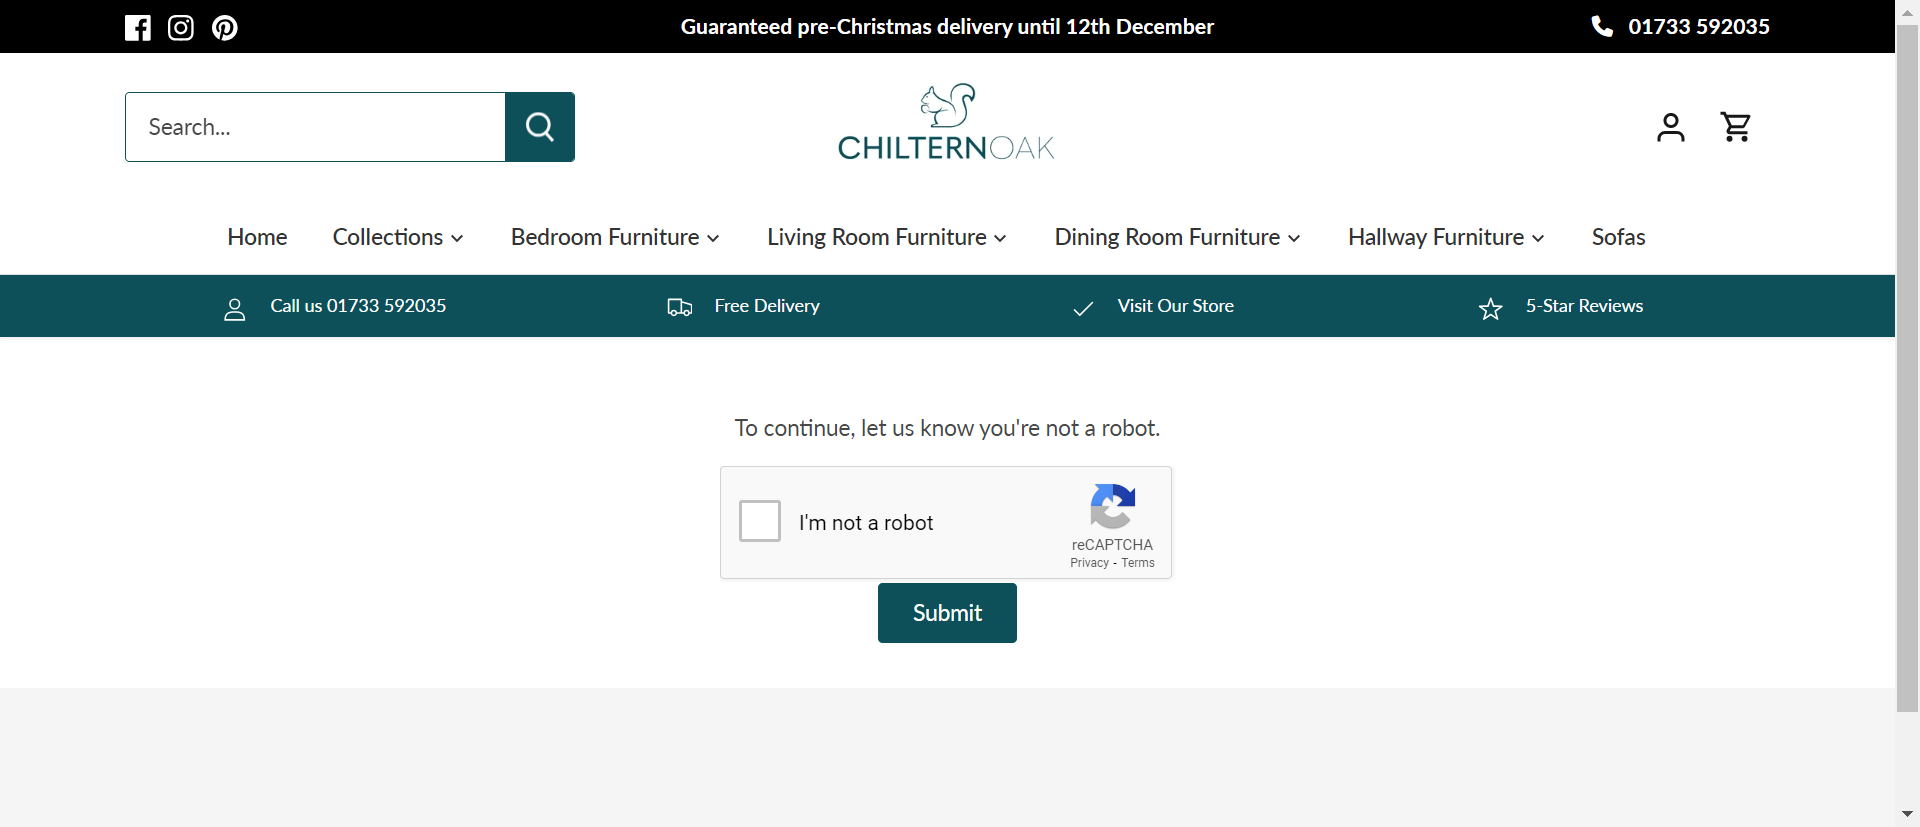 Guaranteed pre-Christmas delivery until 12th December
01733 592035
Search...
CHILTERNOAK
Home
Collections
Bedroom Furniture
Living Room Furniture
Dining Room Furniture
Hallway Furniture
Sofas
Call us 01733 592035
Free Delivery
Visit Our Store
5-Star Reviews
To continue, let us know you're not a robot.
I'm not a robot
reCAPTCHA
Privacy - Terms
Submit